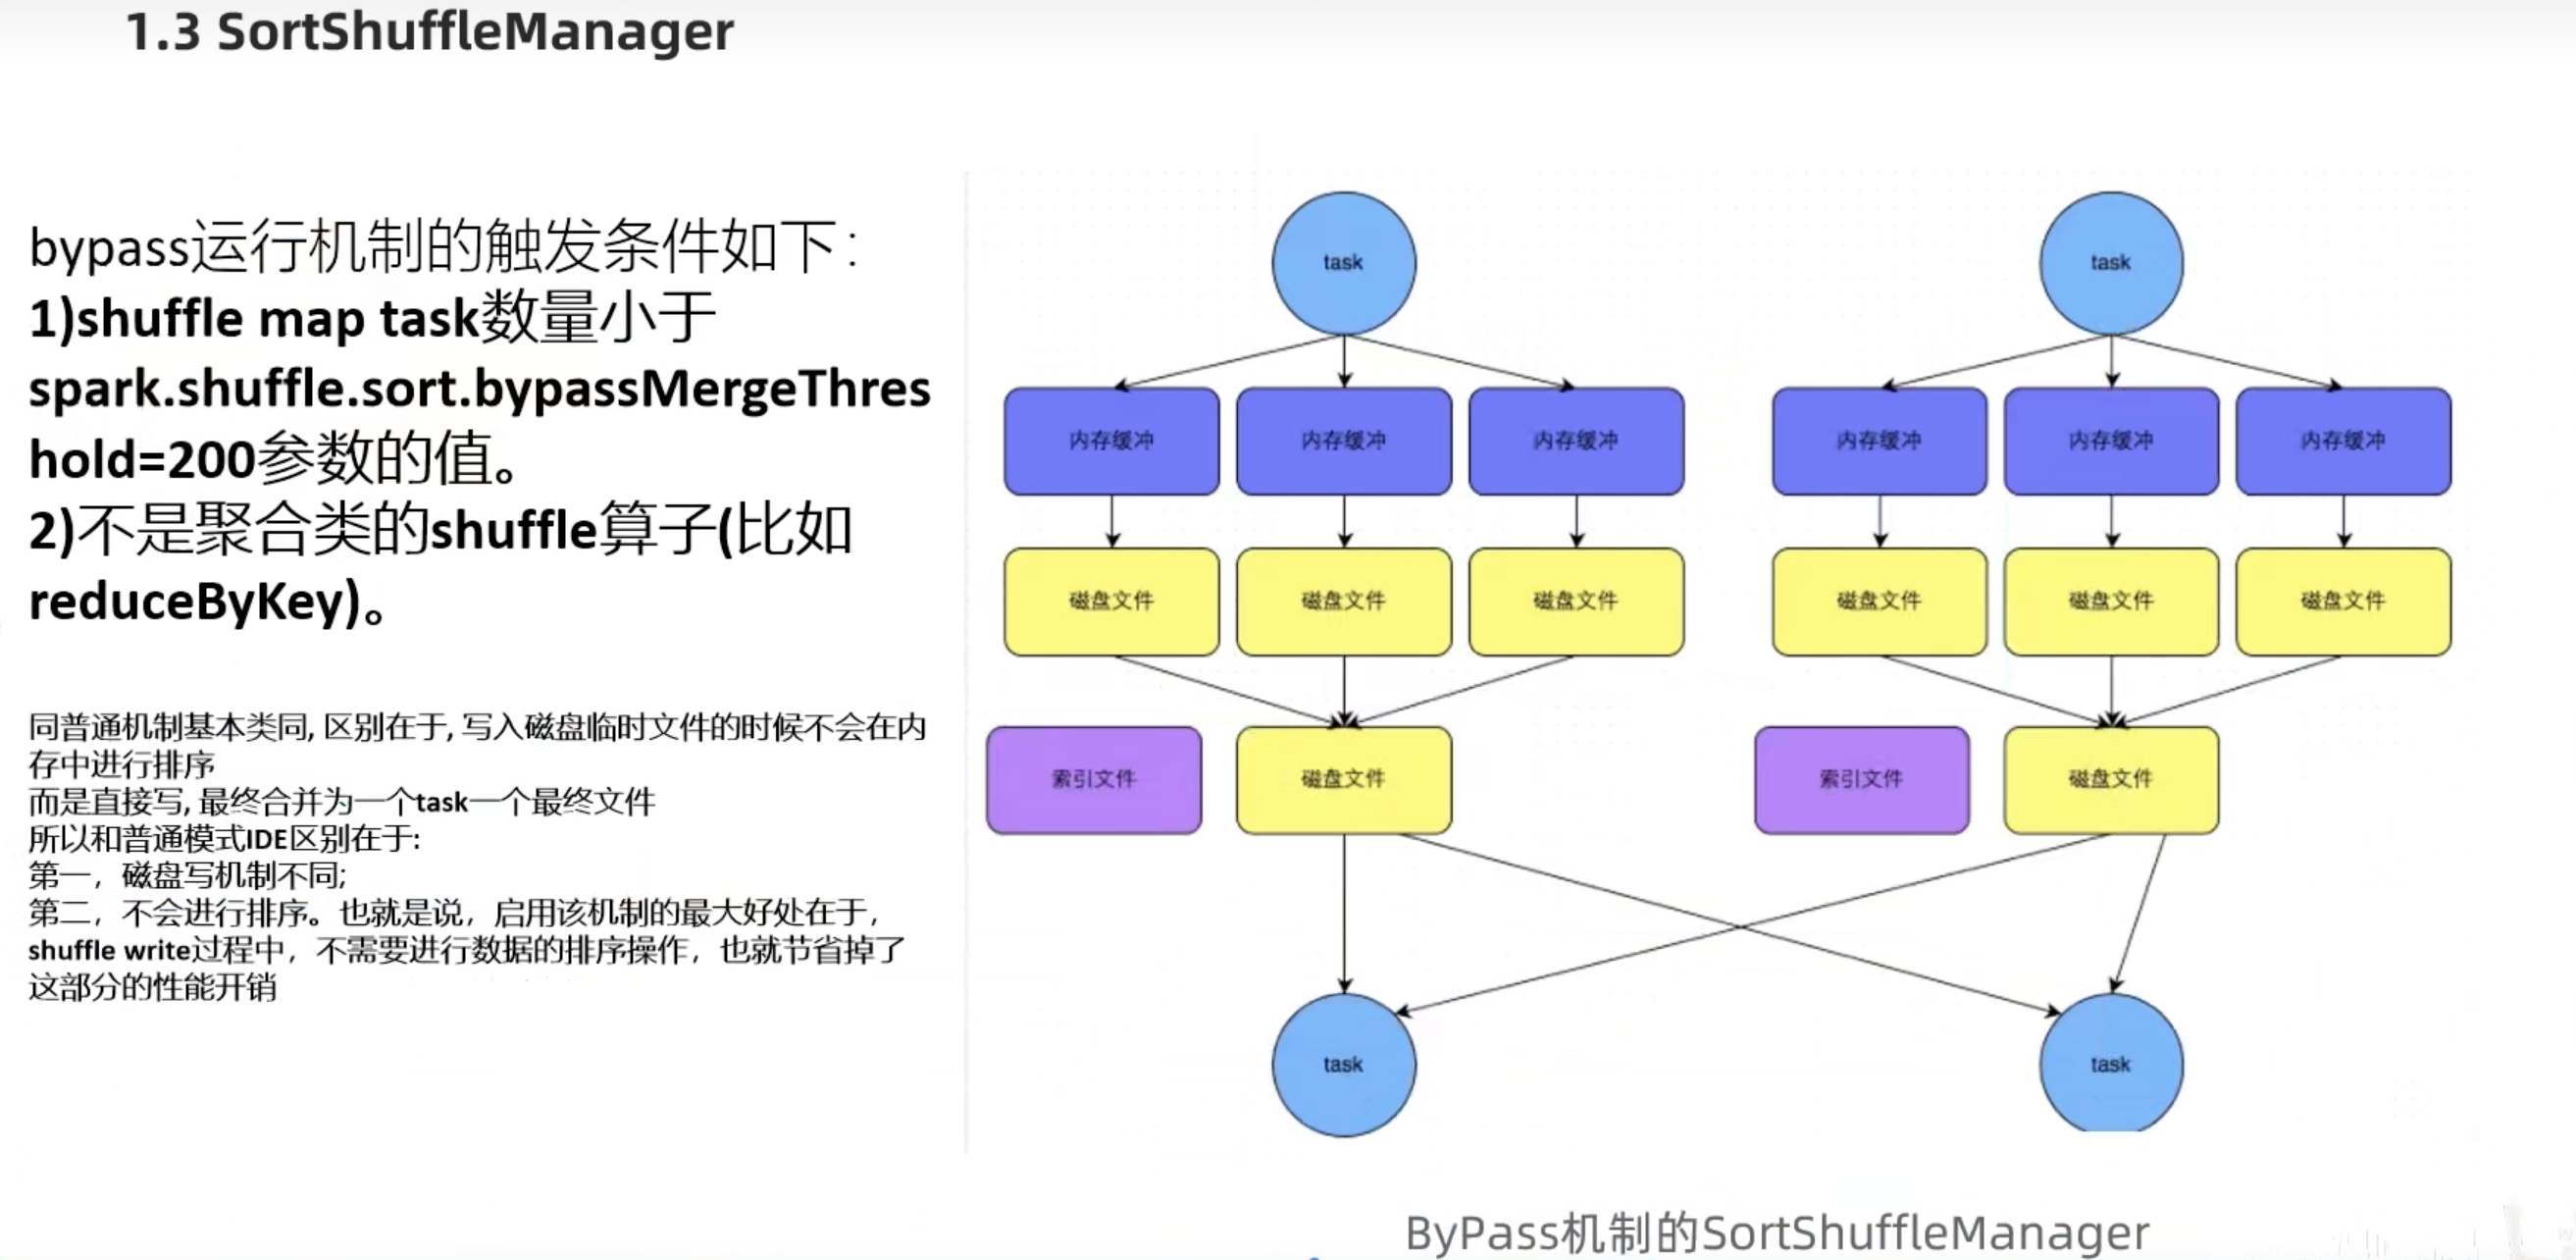 1.3 SortShuffleManager
bypass运行机制的触发条件如下：
1)shuffle map task数量小于
spark.shuffle.sort.bypassMergeThres
hold=200参数的值。
2)不是聚合类的shuffle算子(比如
reduceByKey)。
同普通机制基本类同, 区别在于, 写入磁盘临时文件的时候不会在内
存中进行排序
而是直接写, 最终合并为一个task一个最终文件
所以和普通模式IDE区别在于:
第一，磁盘写机制不同;
第二，不会进行排序。也就是说，启用该机制的最大好处在于，
shuffle write过程中，不需要进行数据的排序操作，也就节省掉了
这部分的性能开销
task
task
内存缓冲
内存缓冲
内存缓冲
内存缓冲
内存缓冲
内存缓冲
磁盘文件
磁盘文件
磁盘文件
磁盘文件
磁盘文件
磁盘文件
索引文件
磁盘文件
索引文件
磁盘文件
task
task
ByPass机制的SortShuffleManager